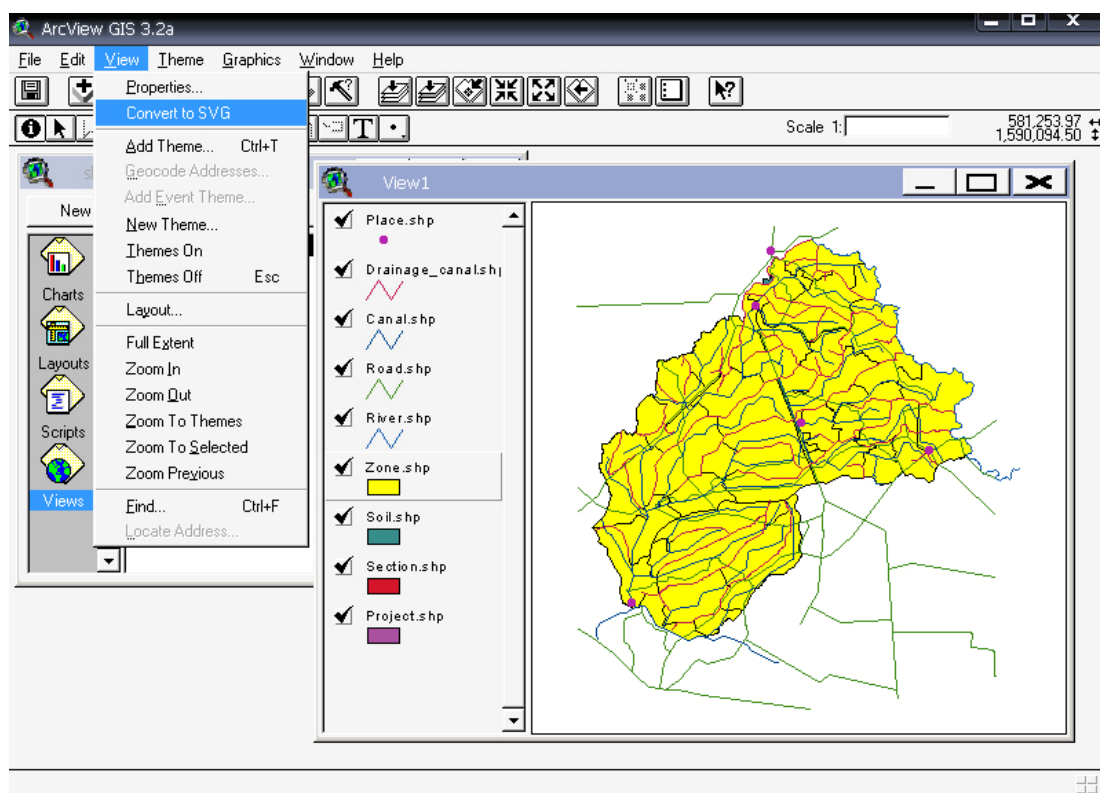 ArcView GIS 3.2a
File Edit View Theme Graphics Window Help
Properties...
Convert to SVG
Add Theme... Ctrl+T
Geocode Addresses...
Add Event Theme...
New Theme...
Themes On
Themes Off Esc
Layout...
Full Extent
Zoom In
Zoom Out
Zoom To Themes
Zoom To Selected
Zoom Previous
Find... Ctrl+F
Locate Address...
T
Scale 1:
581,253.97
1,590,094.50
New
Charts
Layouts
Scripts
Views
View1
Place.shp
Drainage_canal.sh
Canal.shp
Road.shp
River.shp
Zone.shp
Soil.shp
Section.shp
Project.shp